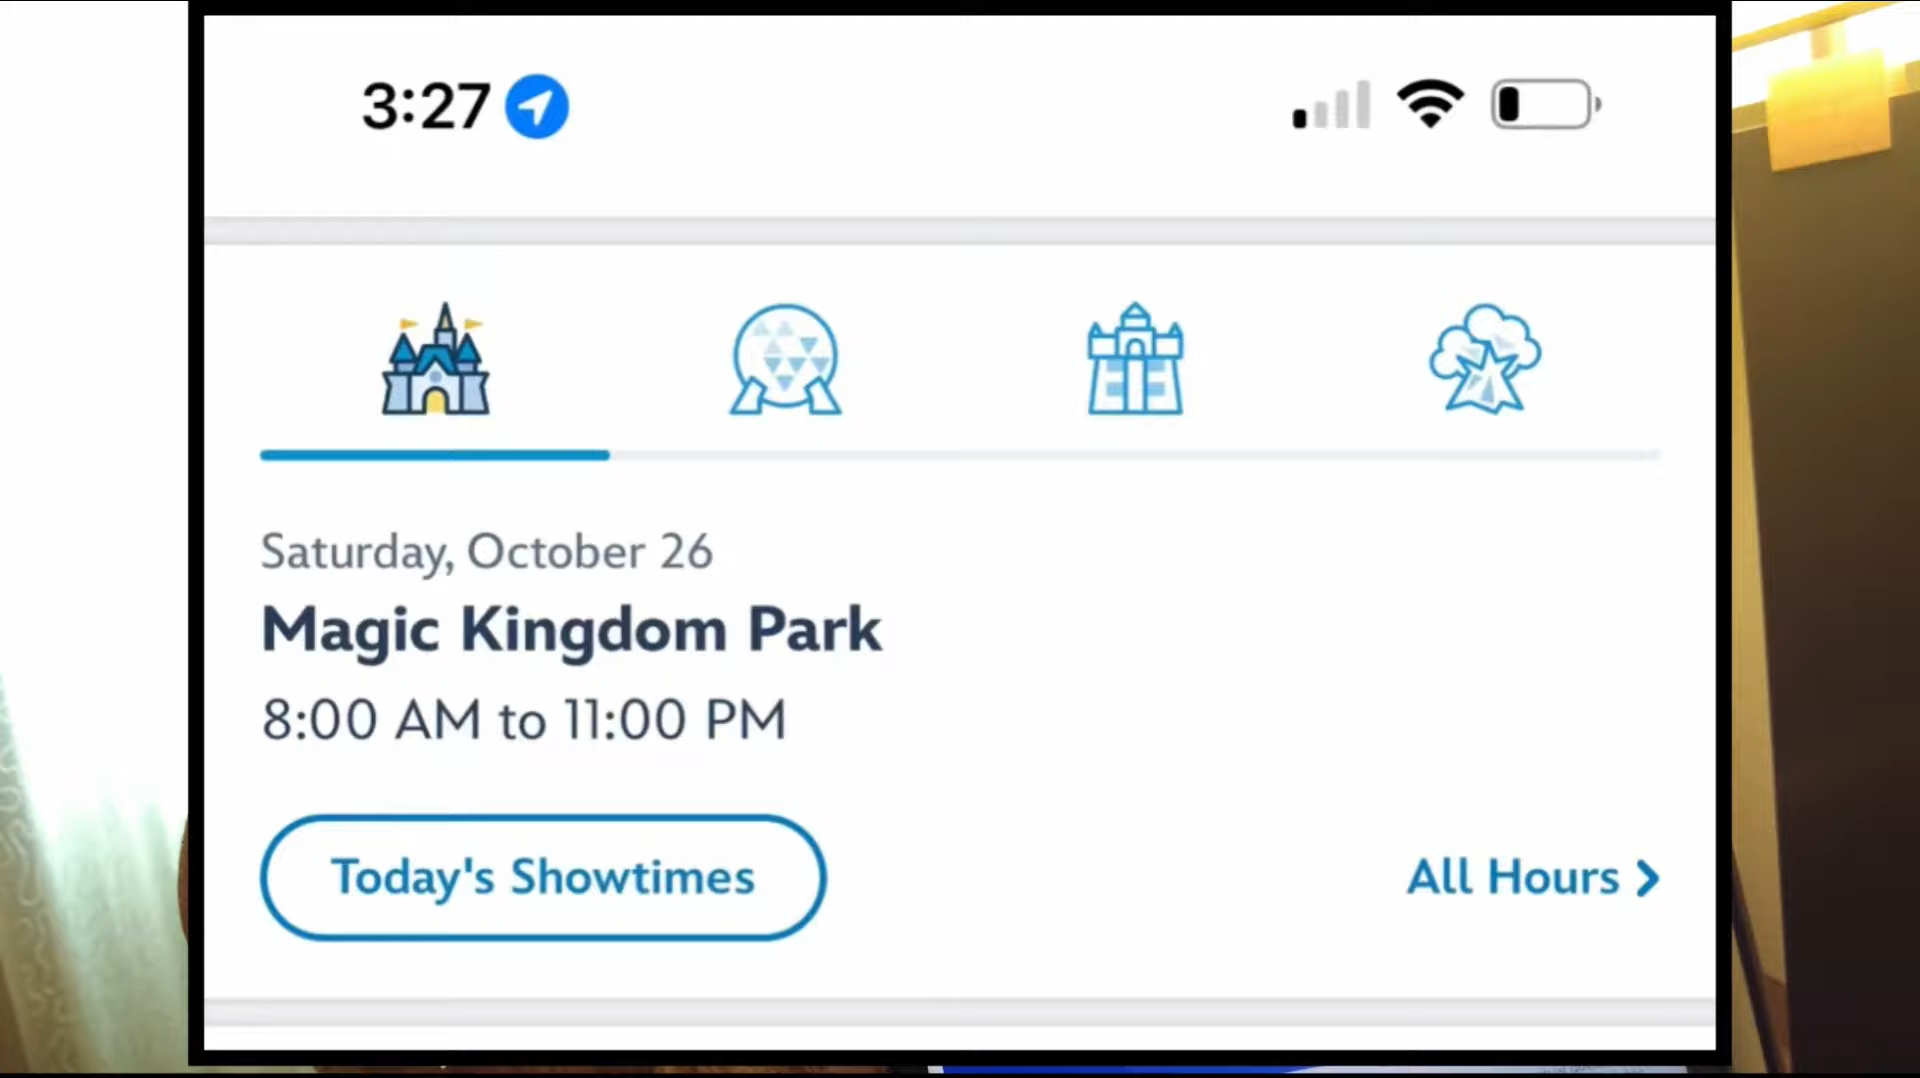 3:27
Saturday, October 26
Magic Kingdom Park
8:00 AM to 11:00 PM
Today's Showtimes
All Hours